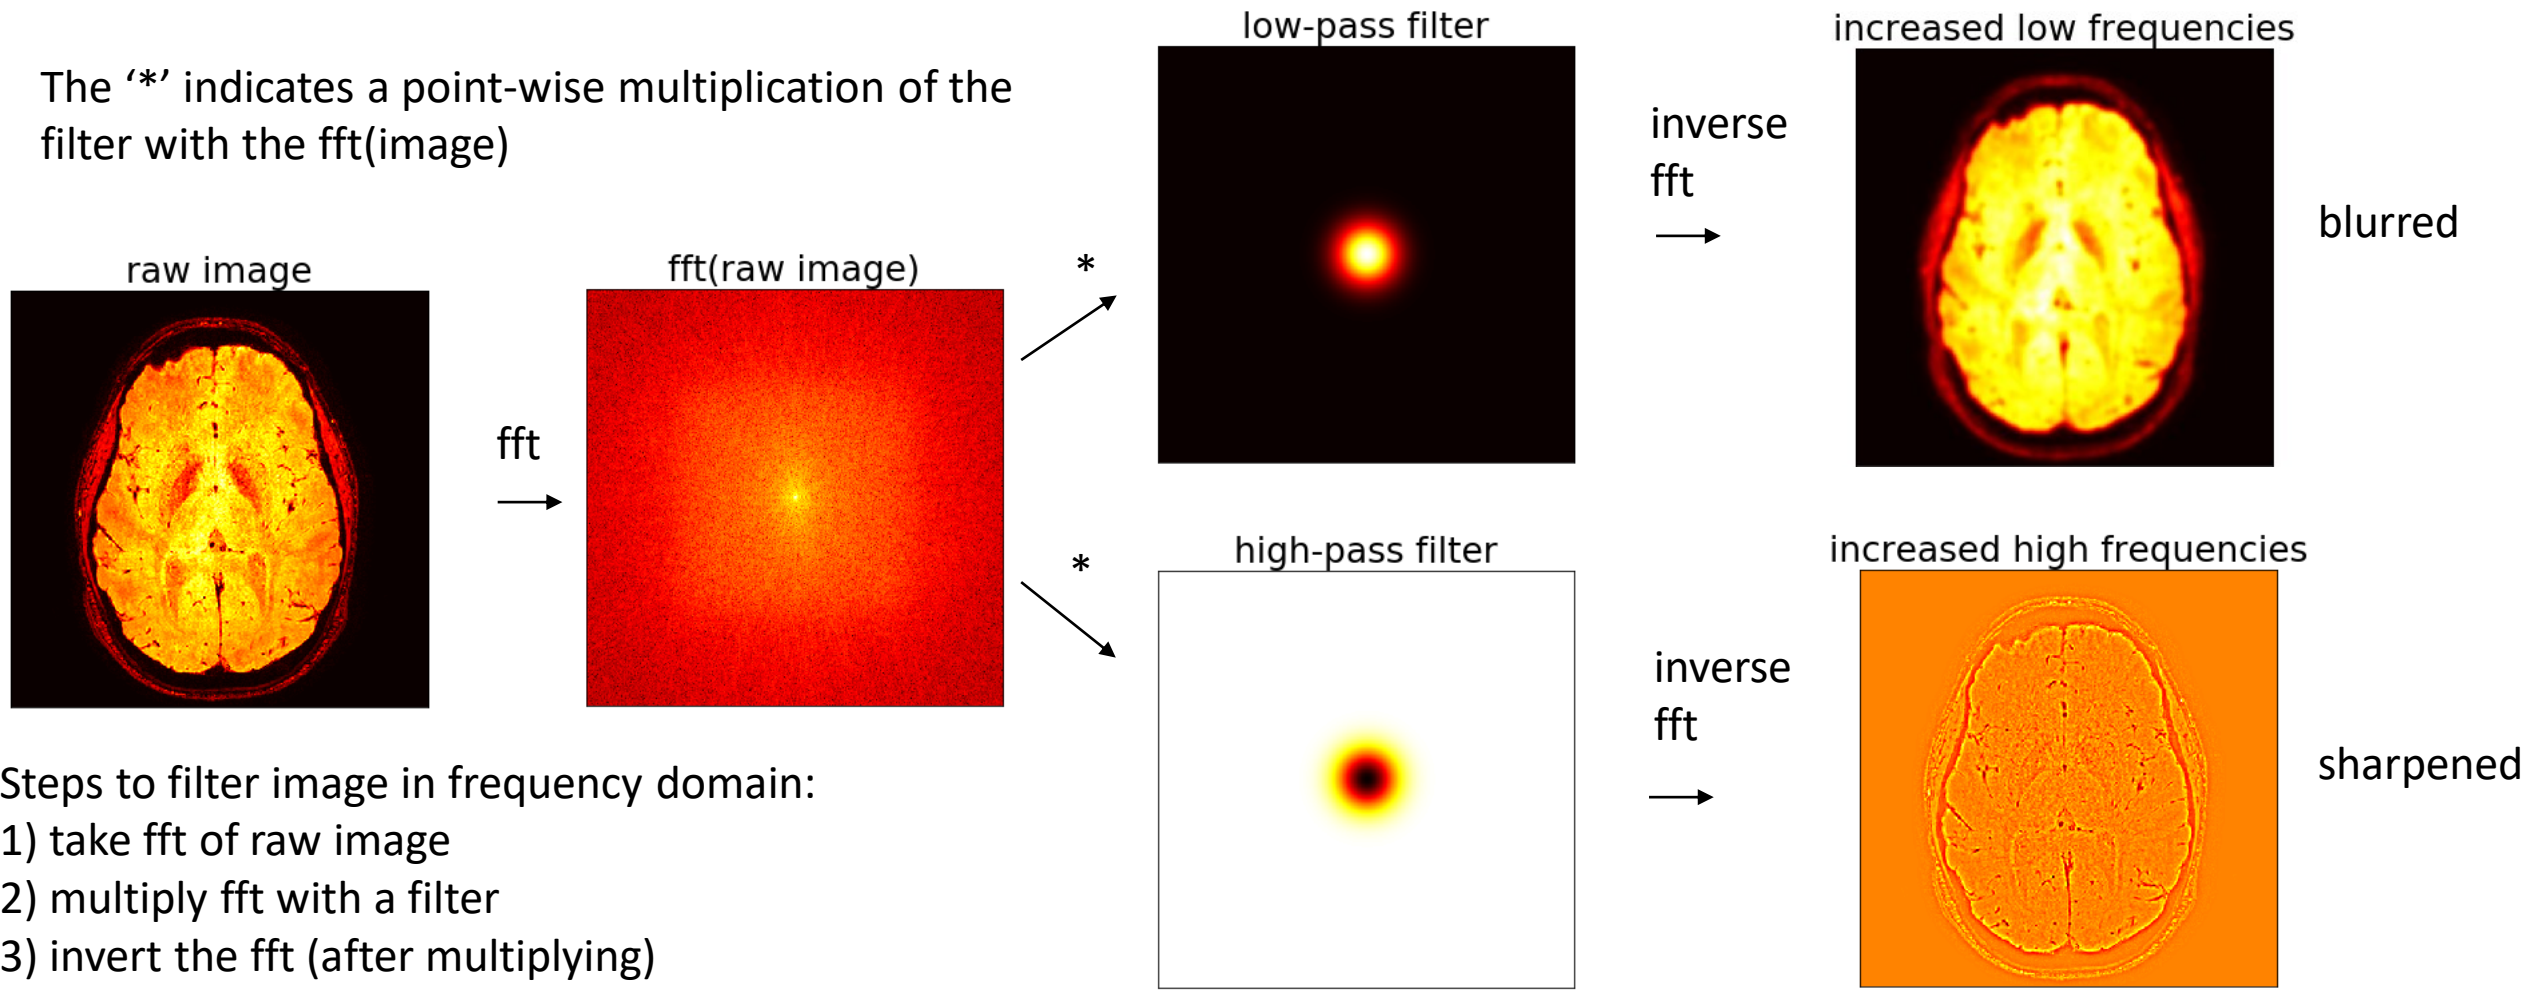 The ‘*’ indicates a point-wise multiplication of the
filter with the fft(image)
raw image
fft
fft(raw image)
*
low-pass filter
inverse
fft
increased low frequencies
blurred
*
high-pass filter
inverse
fft
increased high frequencies
sharpened
Steps to filter image in frequency domain:
1) take fft of raw image
2) multiply fft with a filter
3) invert the fft (after multiplying)